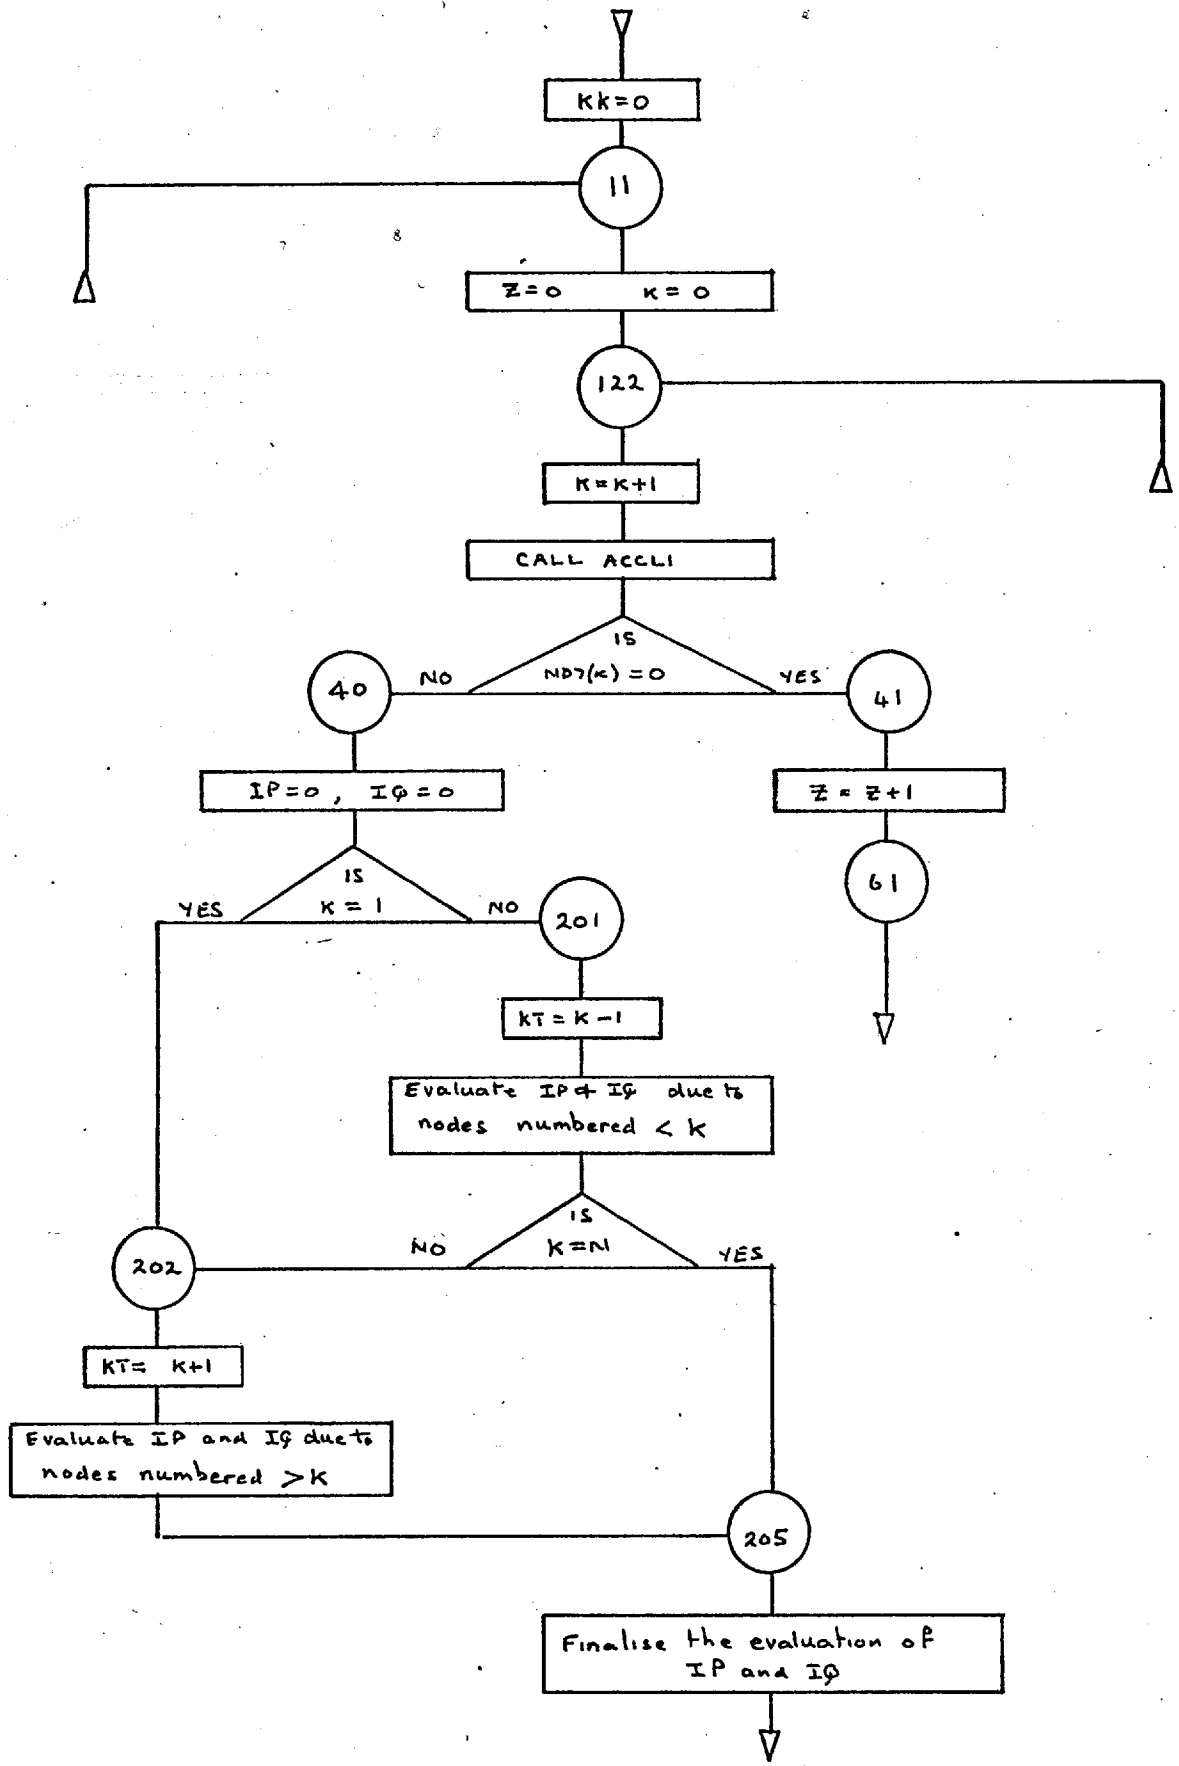 KK=0
11
Z=0 K=0
122
K=K+1
CALL ACCLI
IS
NO ND7(K)=0 YES
40
41
IP=0, IQ=0
Z=Z+1
IS
YES K=1 NO
61
201
KT=K-1
Evaluate IP & IQ due to
nodes numbered < K
IS
NO K=N YES
202
KT= K+1
Evaluate IP and IQ due to
nodes numbered >K
205
Finalise the evaluation of
IP and IQ